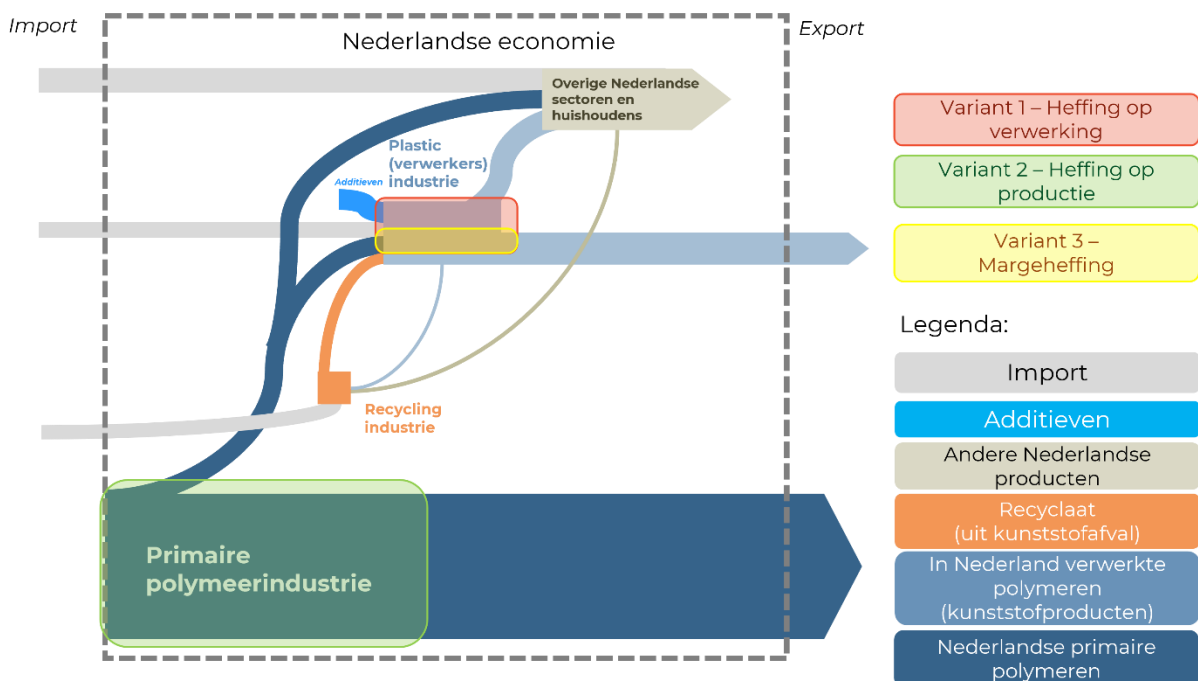 Import
Nederlandse economie
Export
Overige Nederlandse
sectoren en
huishoudens
Plastic
(verwerkers)
industrie
Additieven
Recycling
industrie
Primaire
polymeerindustrie
Variant 1 – Heffing op
verwerking
Variant 2 – Heffing op
productie
Variant 3 –
Margeheffing
Legenda:
Import
Additieven
Andere Nederlandse
producten
Recyclaat
(uit kunststofafval)
In Nederland verwerkte
polymeren
(kunststofproducten)
Nederlandse primaire
polymeren